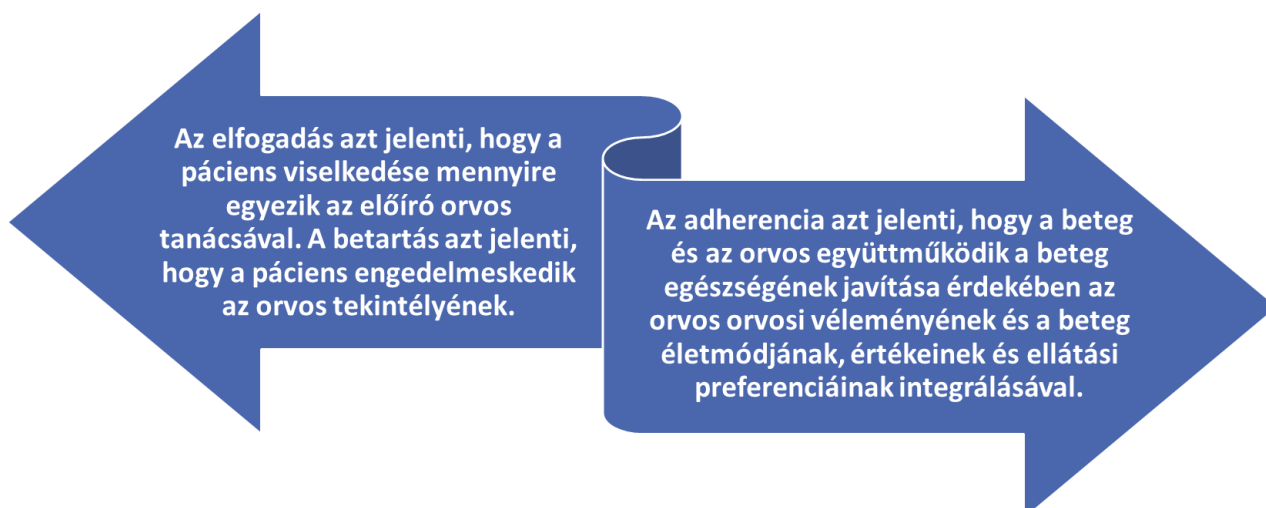 Az elfogadás azt jelenti, hogy a
páciens viselkedése mennyire
egyezik az előíró orvos
tanácsával. A betartás azt jelenti,
hogy a páciens engedelmeskedik
az orvos tekintélyének.
Az adherencia azt jelenti, hogy a beteg
és az orvos együttműködik a beteg
egészségének javítása érdekében az
orvos orvosi véleményének és a beteg
életmódjának, értékeinek és ellátási
preferenciáinak integrálásával.